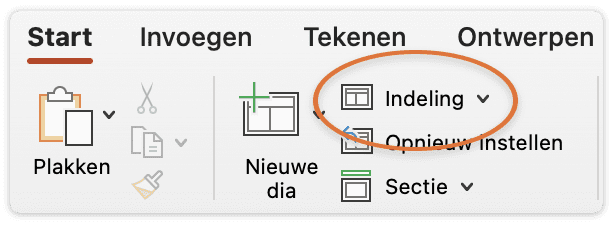 Start Invoegen Tekenen Ontwerpen
Plakken
Nieuwe
dia
Indeling
Opnieuw instellen
Sectie